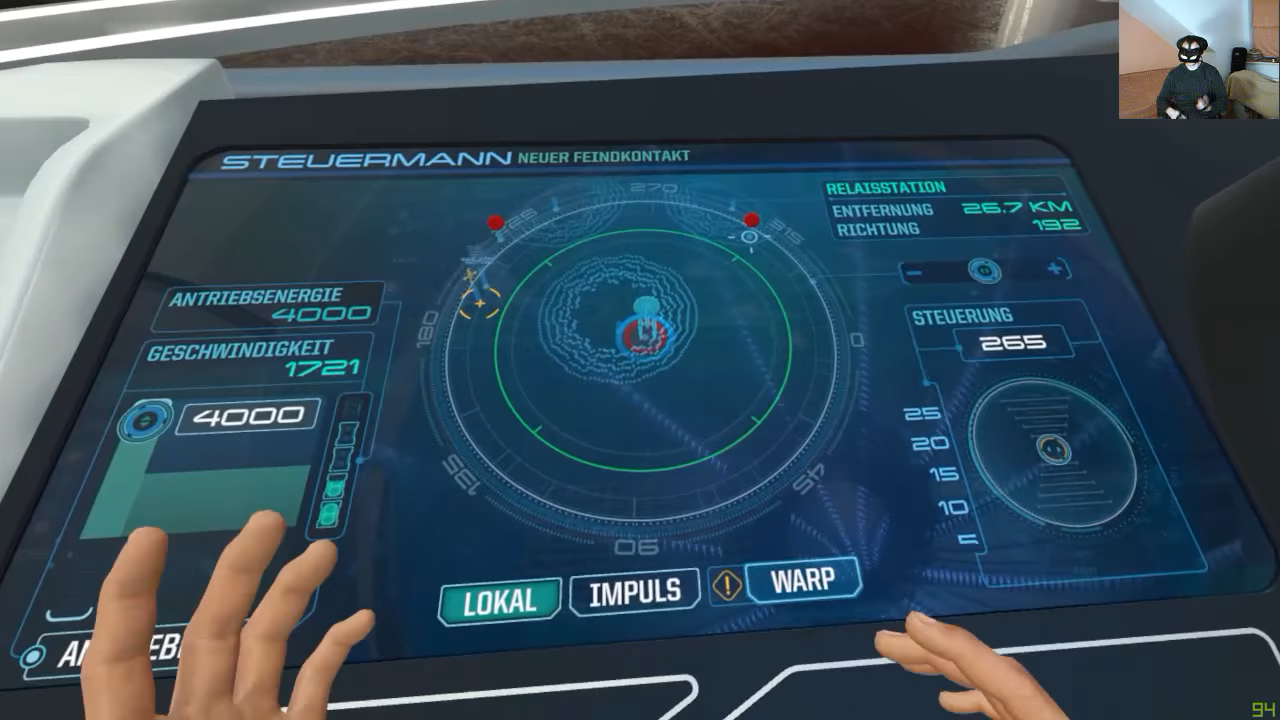 STEUERMANN NEUER FEINDKONTAKT
RELAISSTATION
ENTFERNUNG 26.7 KM
RICHTUNG 192
270
225
315
180
0
135
45
90
ANTRIEBSENERGIE
4000
GESCHWINDIGKEIT
1721
4000
STEUERUNG
265
25
20
15
10
5
LOKAL
IMPULS
! WARP
94